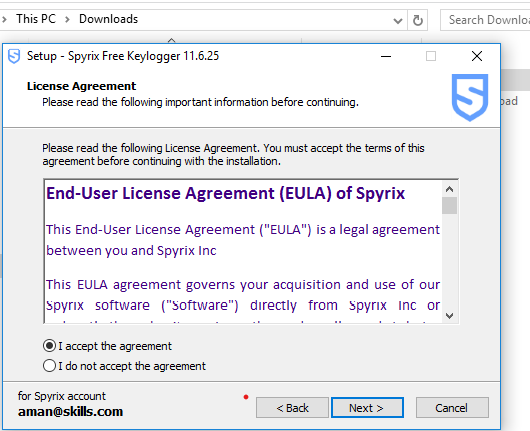 This PC > Downloads
Search Download
Setup - Spyrix Free Keylogger 11.6.25
License Agreement
Please read the following important information before continuing.
oad
Please read the following License Agreement. You must accept the terms of this
agreement before continuing with the installation.
End-User License Agreement (EULA) of Spyrix
This End-User License Agreement ("EULA") is a legal agreement
between you and Spyrix Inc
This EULA agreement governs your acquisition and use of our
Spyrix software ("Software") directly from Spyrix Inc or
I accept the agreement
I do not accept the agreement
for Spyrix account
aman@skills.com
< Back
Next >
Cancel